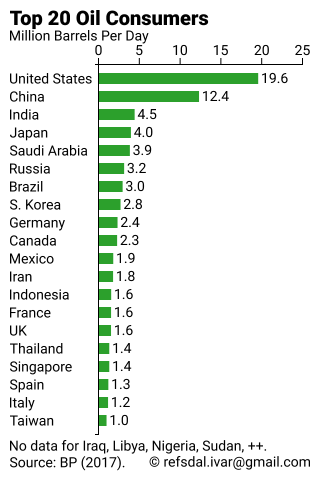 Top 20 Oil Consumers
Million Barrels Per Day
0 5 10 15 20 25
United States 19.6
China 12.4
India 4.5
Japan 4.0
Saudi Arabia 3.9
Russia 3.2
Brazil 3.0
S. Korea 2.8
Germany 2.4
Canada 2.3
Mexico 1.9
Iran 1.8
Indonesia 1.6
France 1.6
UK 1.6
Thailand 1.4
Singapore 1.4
Spain 1.3
Italy 1.2
Taiwan 1.0
No data for Iraq, Libya, Nigeria, Sudan, ++.
Source: BP (2017). © refsdal.ivar@gmail.com